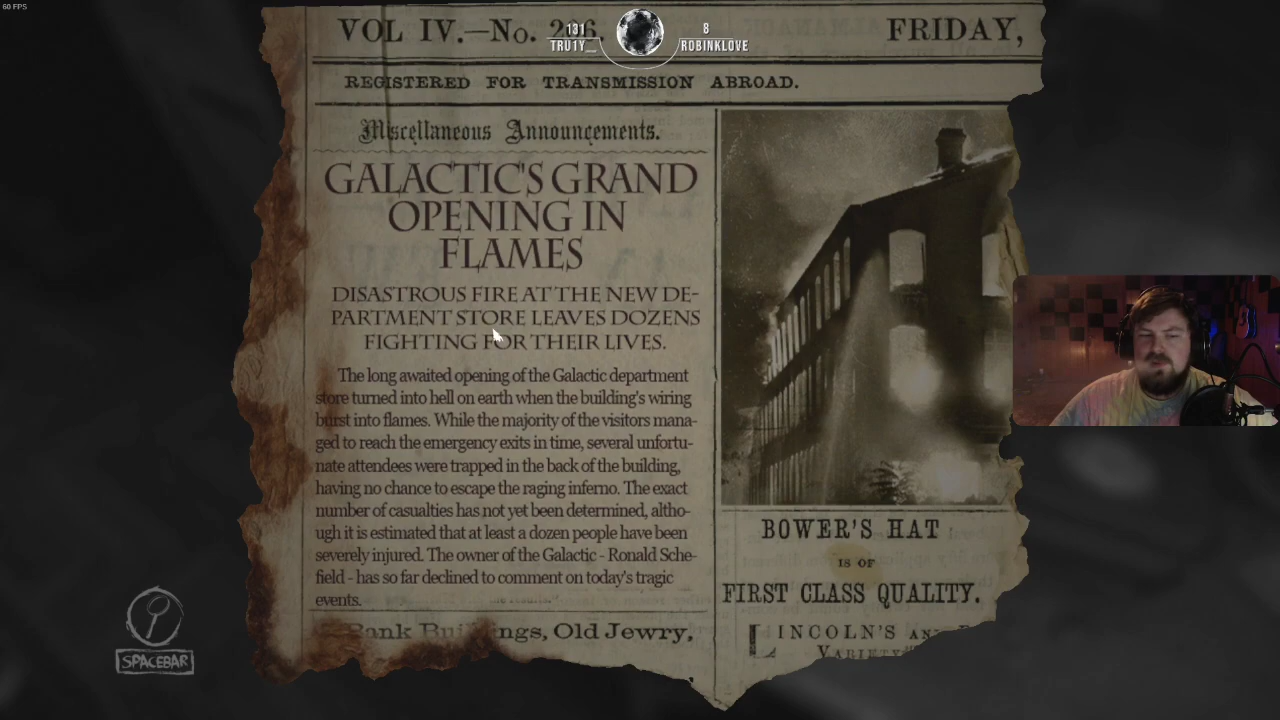 60 FPS
VOL IV.—No. 206.
FRIDAY,
131
TRU1Y_
8
ROBINKLOVE
REGISTERED FOR TRANSMISSION ABROAD.
Miscellaneous Announcements.
GALACTIC'S GRAND
OPENING IN
FLAMES
DISASTROUS FIRE AT THE NEW DE-
PARTMENT STORE LEAVES DOZENS
FIGHTING FOR THEIR LIVES.
The long awaited opening of the Galactic department
store turned into hell on earth when the building's wiring
burst into flames. While the majority of the visitors mana-
ged to reach the emergency exits in time, several unfortu-
nate attendees were trapped in the back of the building,
having no chance to escape the raging inferno. The exact
number of casualties has not yet been determined, altho-
ugh it is estimated that at least a dozen people have been
severely injured. The owner of the Galactic - Ronald Sche-
field - has so far declined to comment on today's tragic
events.
Bank Buildings, Old Jewry,
BOWER'S HAT
IS OF
FIRST CLASS QUALITY.
LINCOLN'S AND
VARIETY
SPACEBAR